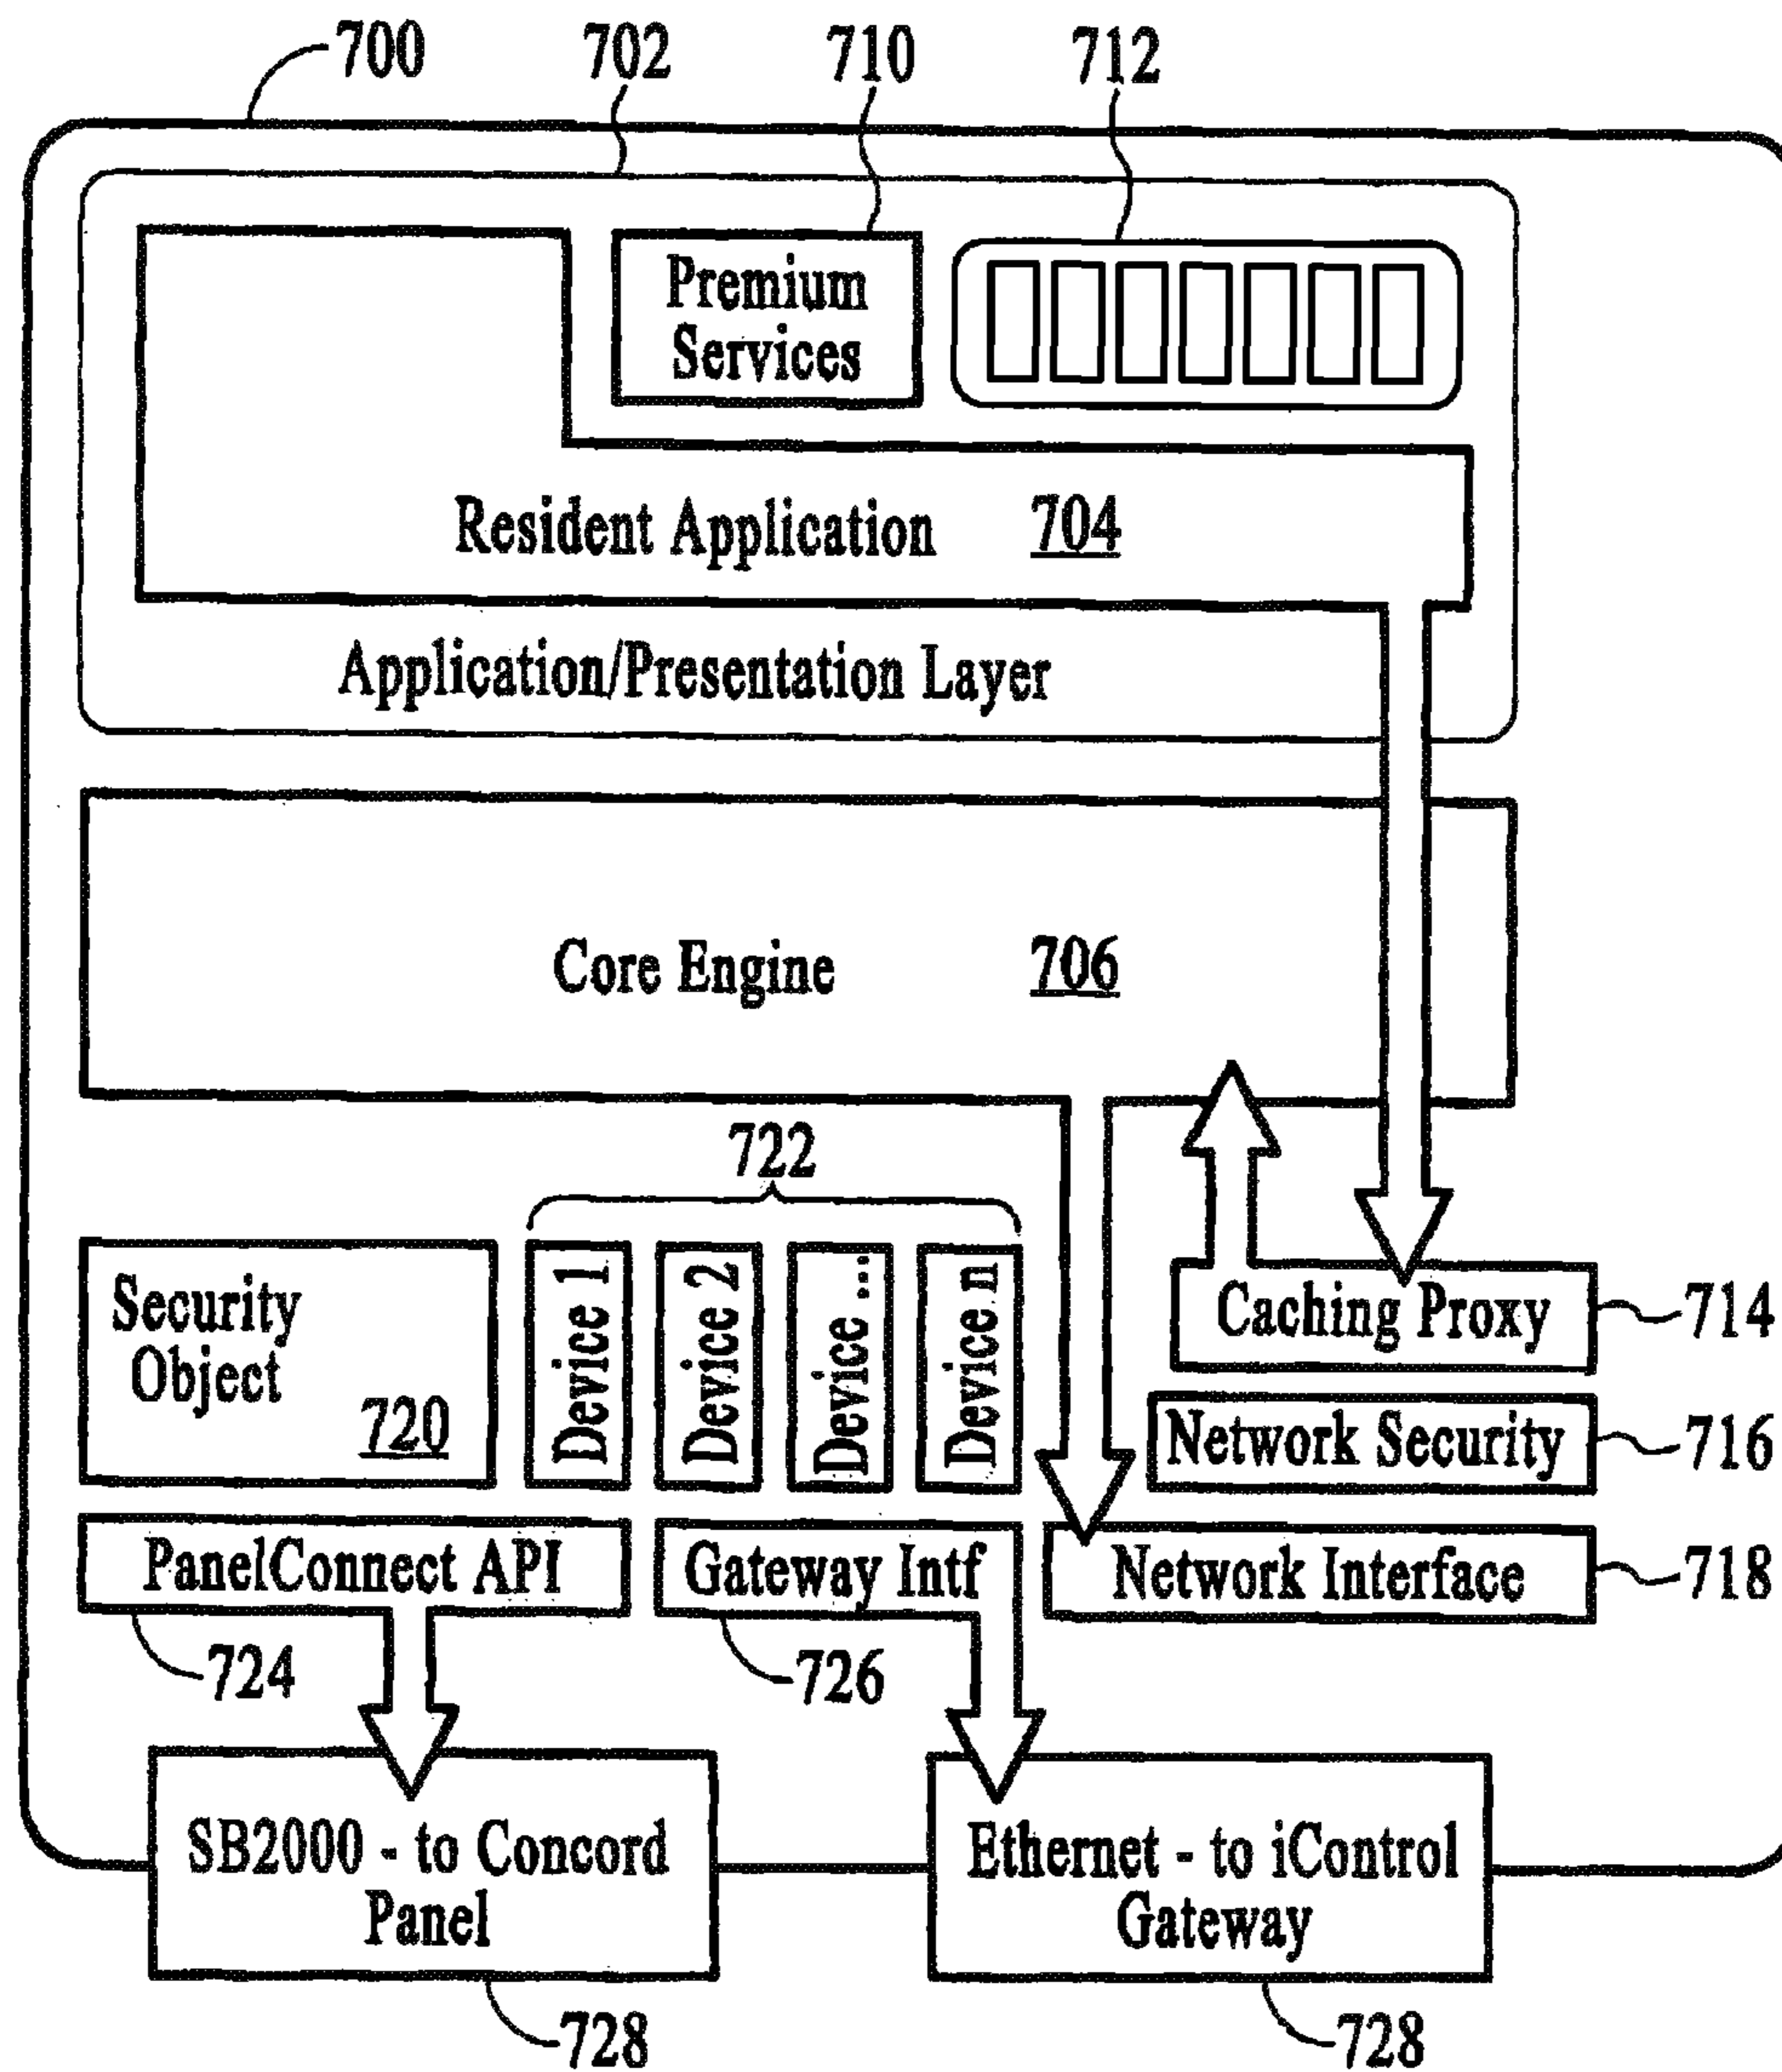 700
702
710
712
Premium
Services
Resident Application 704
Application/Presentation Layer
Core Engine 706
722
Security
Object
720
Device 1
Device 2
Device ...
Device n
Caching Proxy
714
Network Security
716
PanelConnect API
Gateway Intf
Network Interface
718
724
726
SB2000 - to Concord
Panel
Ethernet - to iControl
Gateway
728
728